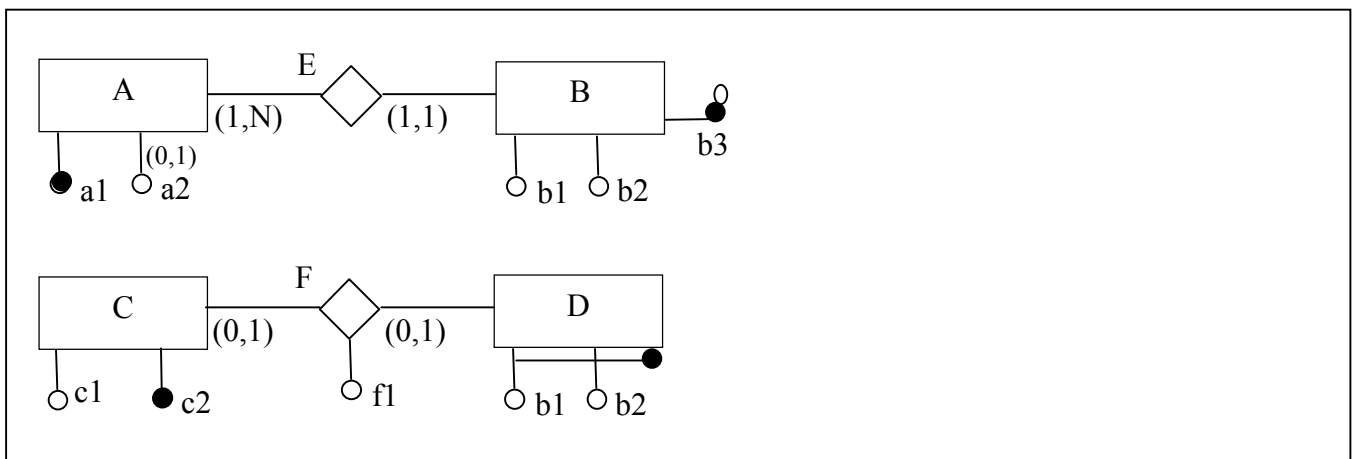 E
A
B
(1,N)
(1,1)
b3
(0,1)
a1
a2
b1
b2
F
C
D
(0,1)
(0,1)
c1
c2
f1
b1
b2